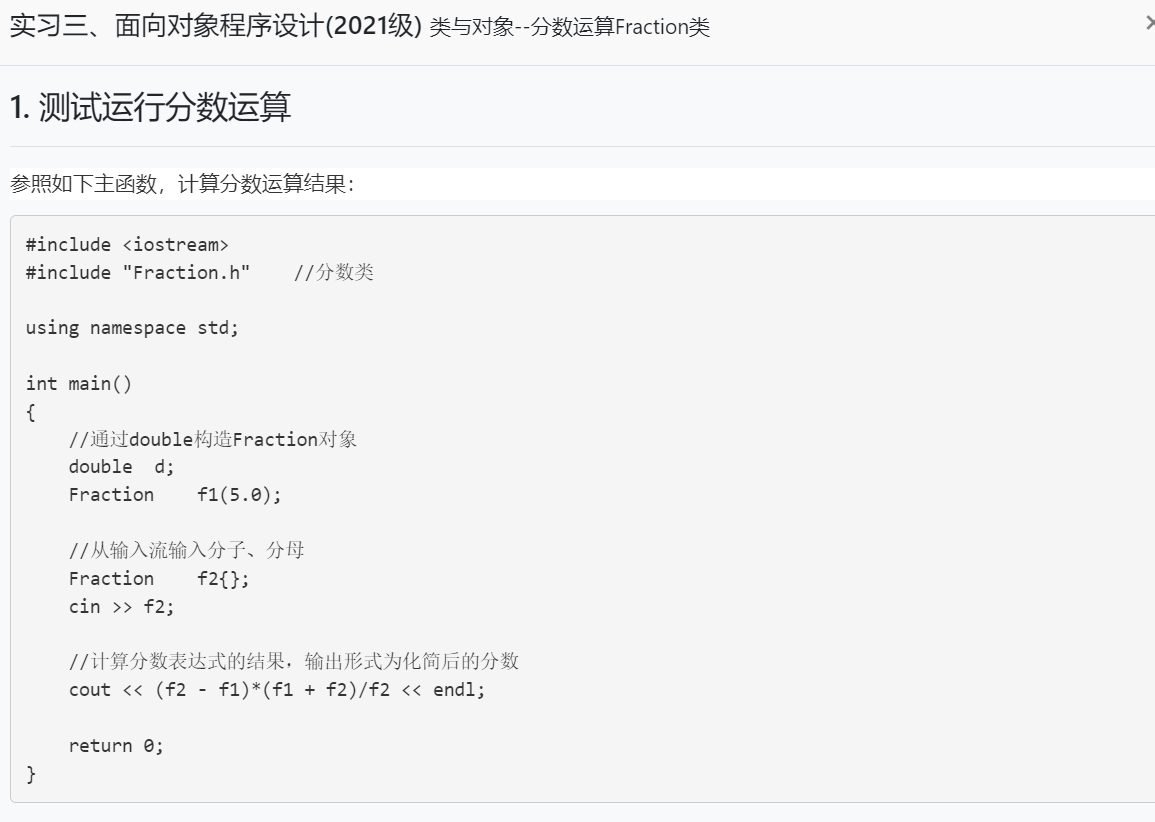 实习三、面向对象程序设计(2021级) 类与对象--分数运算Fraction类 ×
1. 测试运行分数运算
参照如下主函数，计算分数运算结果：
#include <iostream>
#include "Fraction.h"    //分数类
using namespace std;
int main()
{
    //通过double构造Fraction对象
    double  d;
    Fraction    f1(5.0);
    //从输入流输入分子、分母
    Fraction    f2{};
    cin >> f2;
    //计算分数表达式的结果，输出形式为化简后的分数
    cout << (f2 - f1)*(f1 + f2)/f2 << endl;
    return 0;
}